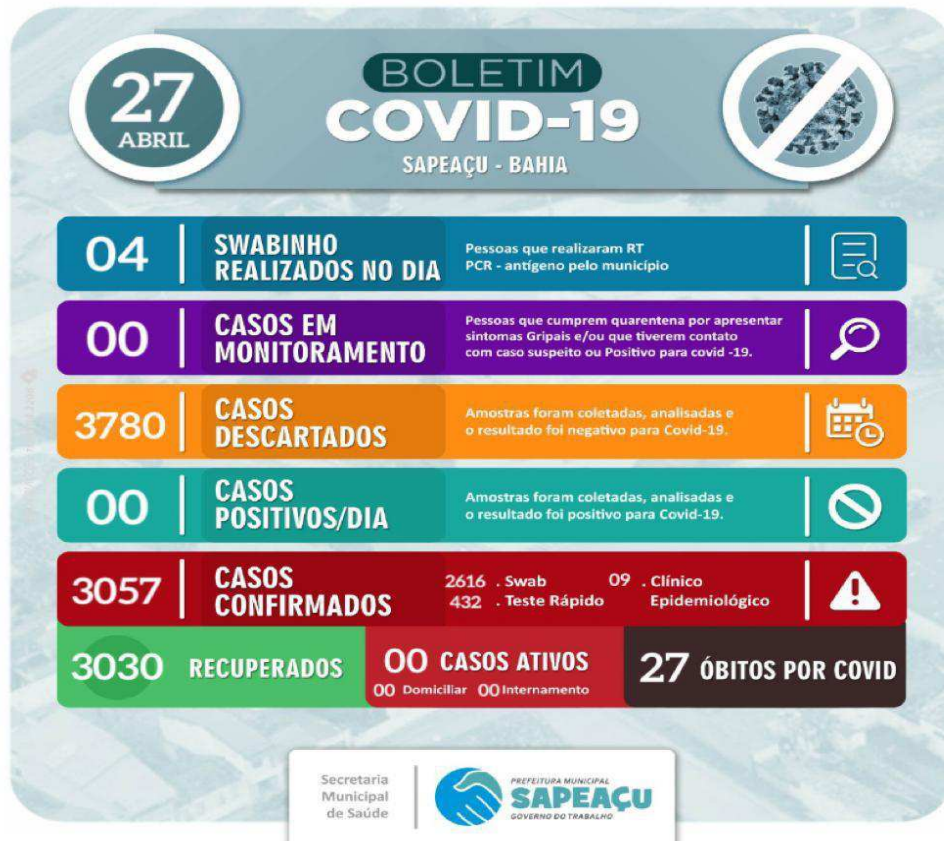 27
ABRIL
BOLETIM
COVID-19
SAPEAÇU - BAHIA
04
SWABINHO
REALIZADOS NO DIA
Pessoas que realizaram RT
PCR - antígeno pelo município
00
CASOS EM
MONITORAMENTO
Pessoas que cumprem quarentena por apresentar
sintomas Gripais e/ou que tiverem contato
com caso suspeito ou Positivo para covid -19.
3780
CASOS
DESCARTADOS
Amostras foram coletadas, analisadas e
o resultado foi negativo para Covid-19.
00
CASOS
POSITIVOS/DIA
Amostras foram coletadas, analisadas e
o resultado foi positivo para Covid-19.
3057
CASOS
CONFIRMADOS
2616 . Swab
432 . Teste Rápido
09 . Clínico
Epidemiológico
3030 RECUPERADOS
00 CASOS ATIVOS
00 Domiciliar 00 Internamento
27 ÓBITOS POR COVID
Secretaria
Municipal
de Saúde
PREFEITURA MUNICIPAL
SAPEAÇU
GOVERNO DO TRABALHO